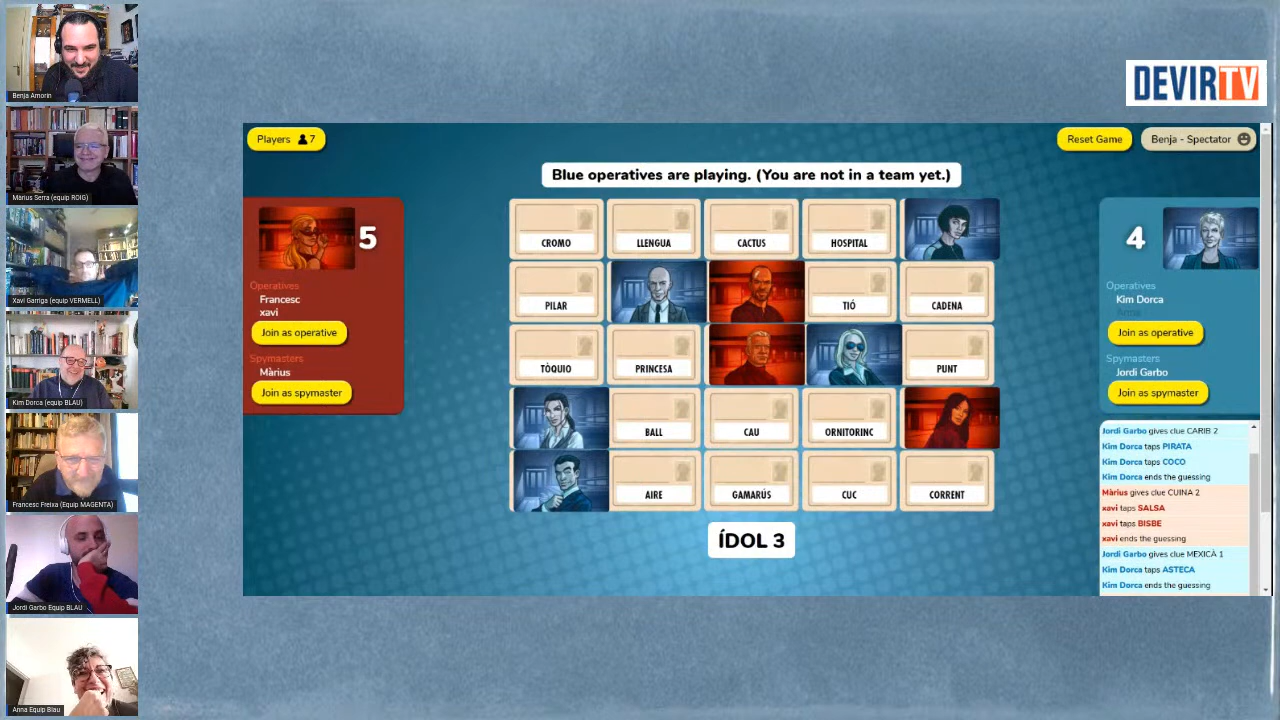 Benja Amorín
Màrius Serra (equip ROIG)
Xavi Garriga (equip VERMELL)
Kim Dorca (equip BLAU)
Francesc Freixa (Equip MAGENTA)
Jordi Garbo Equip BLAU
Anna Equip Blau
DEVIR TV
Players 7
Reset Game
Benja - Spectator
Blue operatives are playing. (You are not in a team yet.)
5
Operatives
Francesc
xavi
Join as operative
Spymasters
Màrius
Join as spymaster
CROMO
LLENGUA
CACTUS
HOSPITAL
PILAR
TIÓ
CADENA
TÒQUIO
PRINCESA
PUNT
BALL
CAU
ORNITORINC
AIRE
GAMARÚS
CUC
CORRENT
ÍDOL 3
4
Operatives
Kim Dorca
Anna
Join as operative
Spymasters
Jordi Garbo
Join as spymaster
Jordi Garbo gives clue CARIB 2
Kim Dorca taps PIRATA
Kim Dorca taps COCO
Kim Dorca ends the guessing
Màrius gives clue CUINA 2
xavi taps SALSA
xavi taps BISBE
xavi ends the guessing
Jordi Garbo gives clue MEXICÀ 1
Kim Dorca taps ASTECA
Kim Dorca ends the guessing